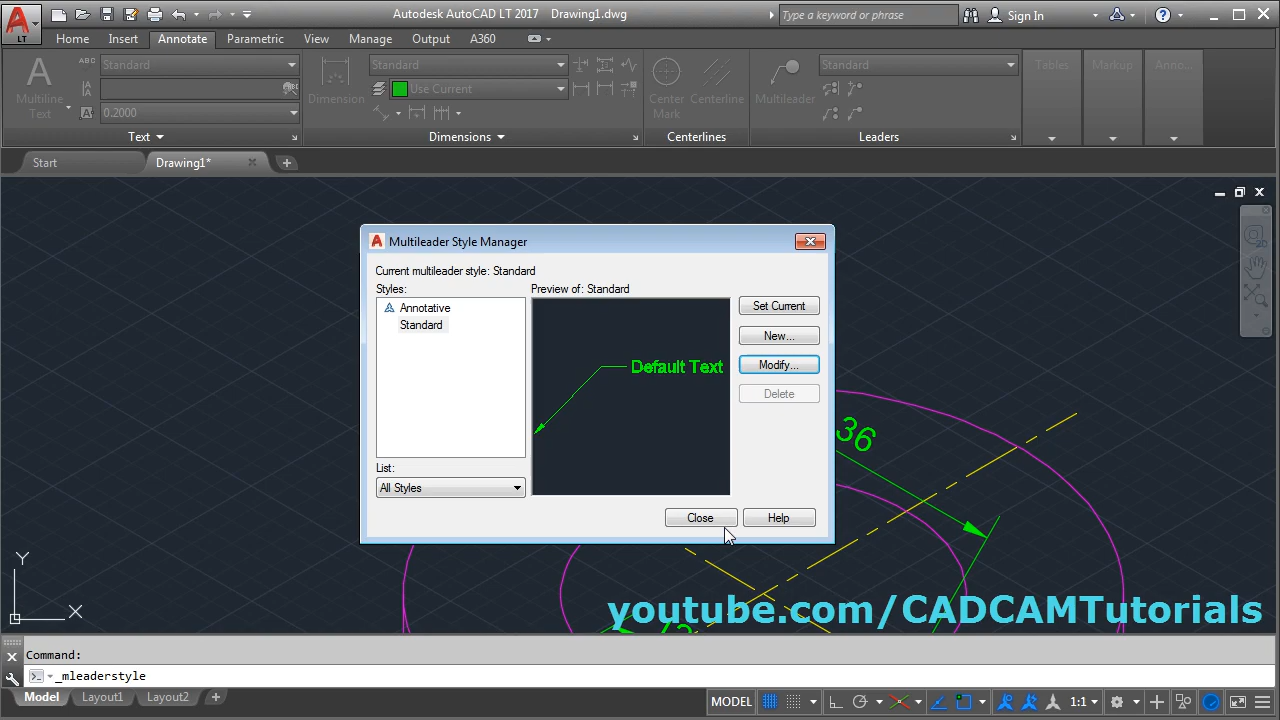 Autodesk AutoCAD LT 2017 Drawing1.dwg
Type a keyword or phrase
Sign In
LT
Home Insert Annotate Parametric View Manage Output A360
Multiline Text
ABC
Standard
0.2000
Dimension
Standard
Use Current
Center Mark
Centerline
Multileader
Standard
Tables
Markup
Anno...
Text
Dimensions
Centerlines
Leaders
Start
Drawing1*
Multileader Style Manager
Current multileader style: Standard
Styles:
Annotative
Standard
Preview of: Standard
Default Text
Set Current
New...
Modify...
Delete
List:
All Styles
Close
Help
36
2D
Y
X
youtube.com/CADCAMTutorials
Command:
_mleaderstyle
Model
Layout1
Layout2
MODEL
1:1